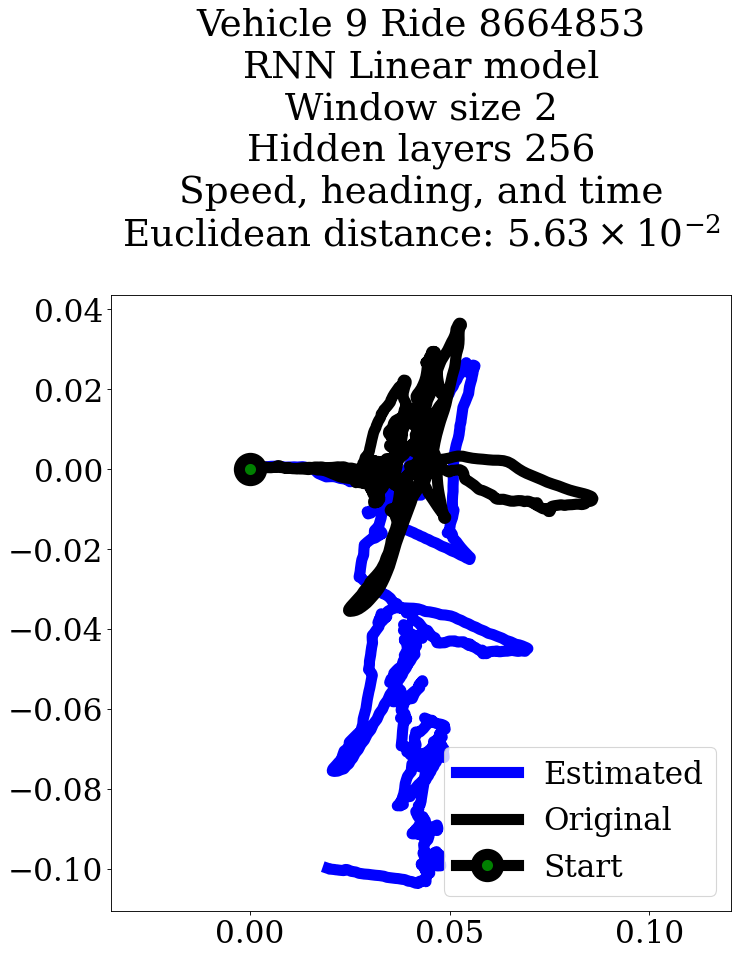 Vehicle 9 Ride 8664853
RNN Linear model
Window size 2
Hidden layers 256
Speed, heading, and time
Euclidean distance: 5.63 × 10⁻²
0.04
0.02
0.00
−0.02
−0.04
−0.06
−0.08
−0.10
Estimated
Original
Start
0.00 0.05 0.10